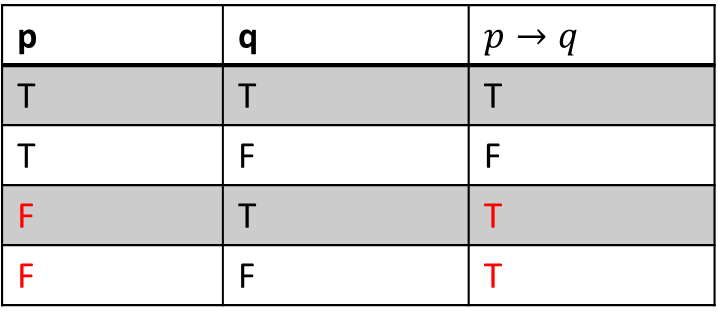 p q p → q
T T T
T F F
F T T
F F T